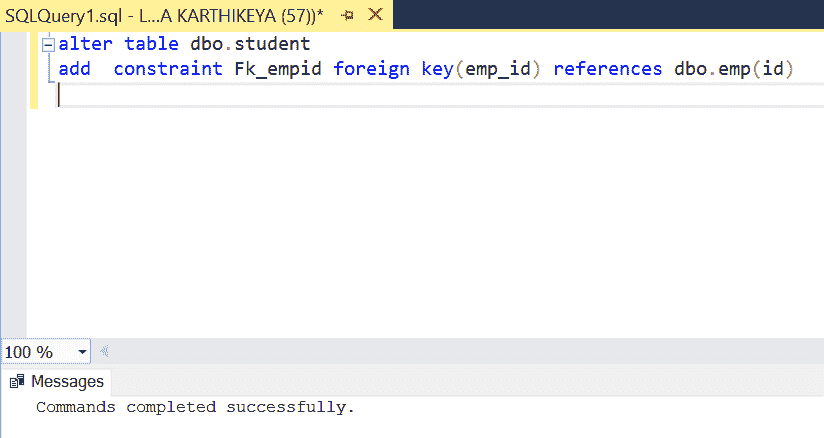 SQLQuery1.sql - L...A KARTHIKEYA (57))*
alter table dbo.student
add  constraint Fk_empid foreign key(emp_id) references dbo.emp(id)
100 %
Messages
Commands completed successfully.